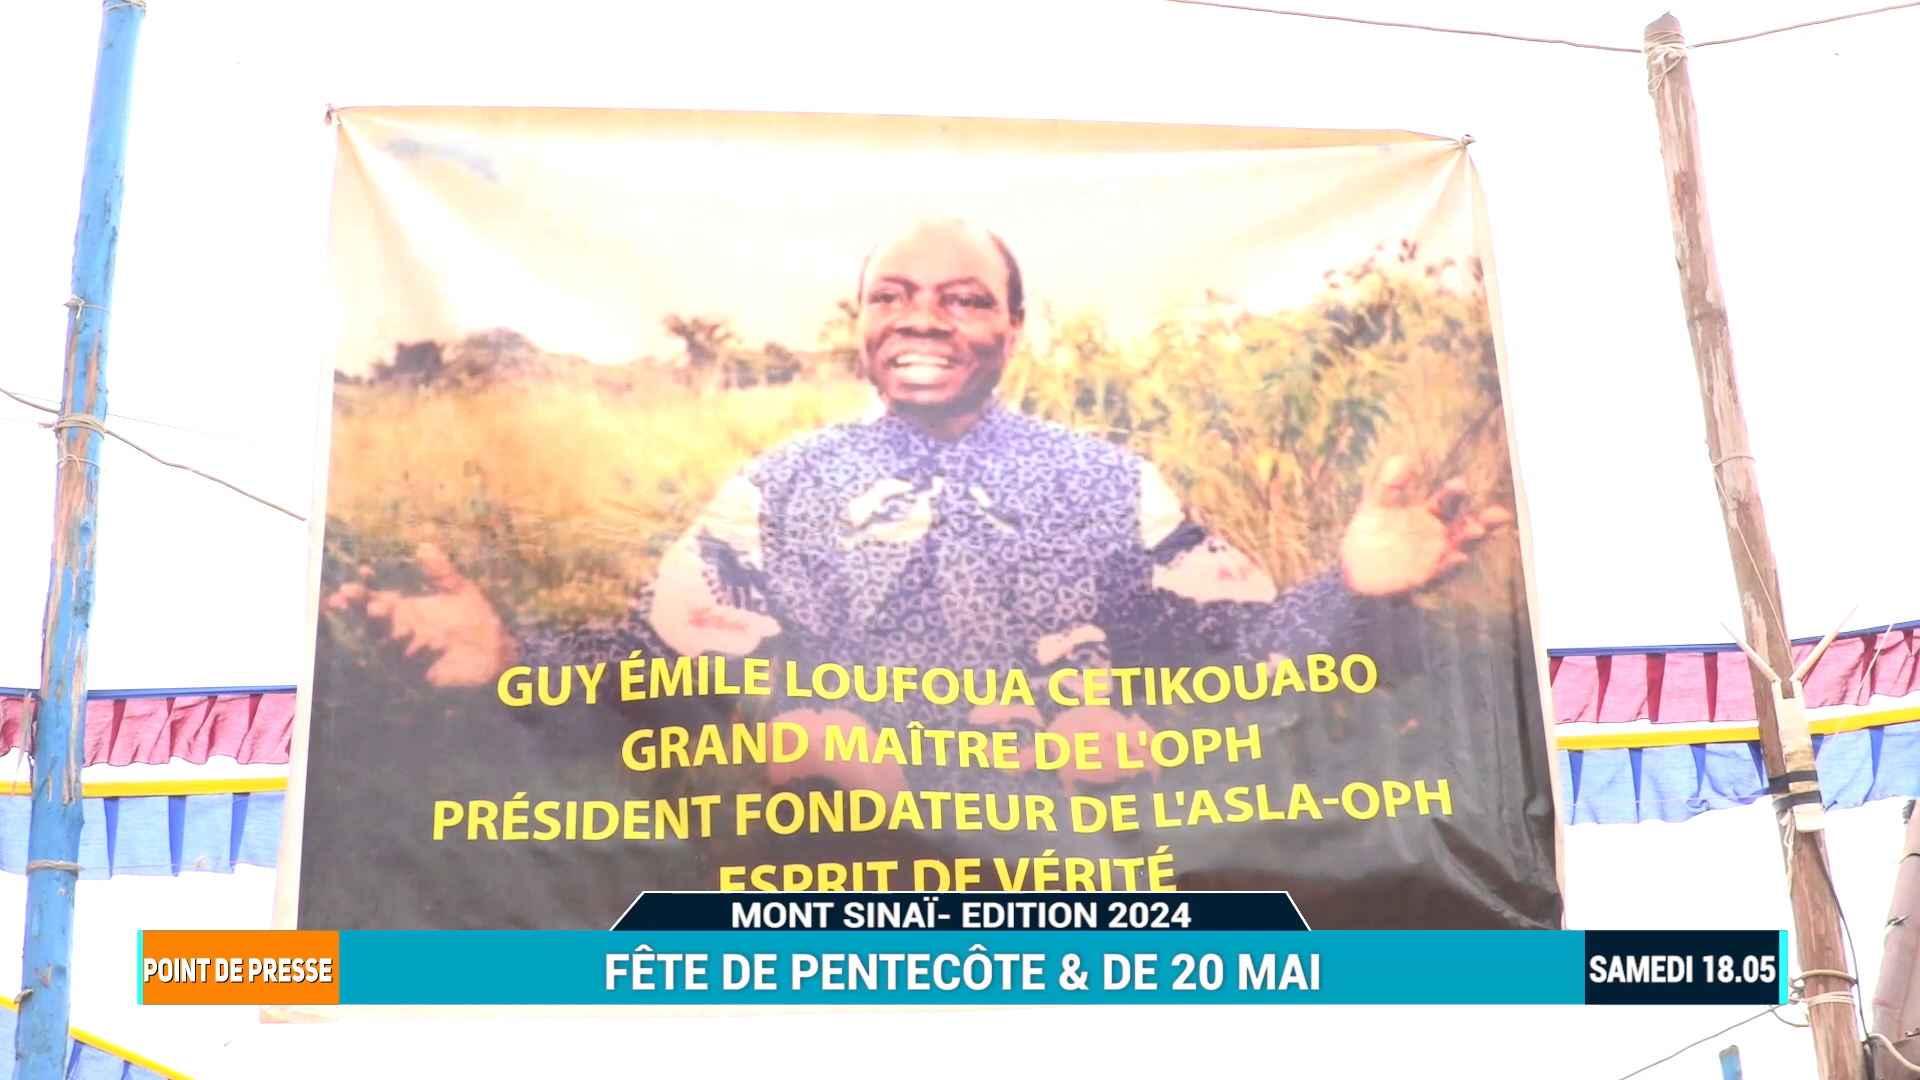 GUY ÉMILE LOUFOUA CETIKOUABO
GRAND MAÎTRE DE L'OPH
PRÉSIDENT FONDATEUR DE L'ASLA-OPH
ESPRIT DE VÉRITÉ
MONT SINAÏ- EDITION 2024
POINT DE PRESSE
FÊTE DE PENTECÔTE & DE 20 MAI
SAMEDI 18.05